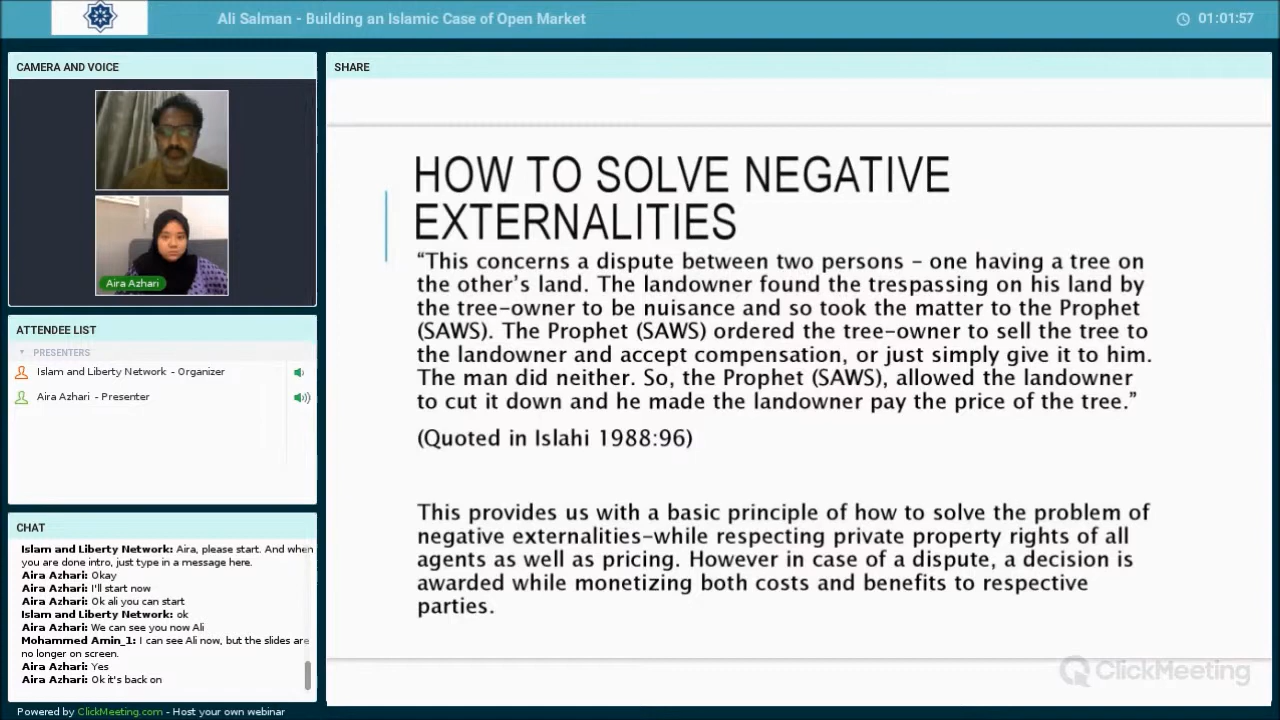 Ali Salman - Building an Islamic Case of Open Market
01:01:57
CAMERA AND VOICE
Aira Azhari
ATTENDEE LIST
PRESENTERS
Islam and Liberty Network - Organizer
Aira Azhari - Presenter
CHAT
Islam and Liberty Network: Aira, please start. And when
you are done intro, just type in a message here.
Aira Azhari: Okay
Aira Azhari: I'll start now
Aira Azhari: Ok ali you can start
Islam and Liberty Network: ok
Aira Azhari: We can see you now Ali
Mohammed Amin_1: I can see Ali now, but the slides are
no longer on screen.
Aira Azhari: Yes
Aira Azhari: Ok it's back on
Powered by ClickMeeting.com - Host your own webinar
SHARE
HOW TO SOLVE NEGATIVE
EXTERNALITIES
“This concerns a dispute between two persons – one having a tree on
the other’s land. The landowner found the trespassing on his land by
the tree-owner to be nuisance and so took the matter to the Prophet
(SAWS). The Prophet (SAWS) ordered the tree-owner to sell the tree to
the landowner and accept compensation, or just simply give it to him.
The man did neither. So, the Prophet (SAWS), allowed the landowner
to cut it down and he made the landowner pay the price of the tree.”
(Quoted in Islahi 1988:96)
This provides us with a basic principle of how to solve the problem of
negative externalities-while respecting private property rights of all
agents as well as pricing. However in case of a dispute, a decision is
awarded while monetizing both costs and benefits to respective
parties.
ClickMeeting